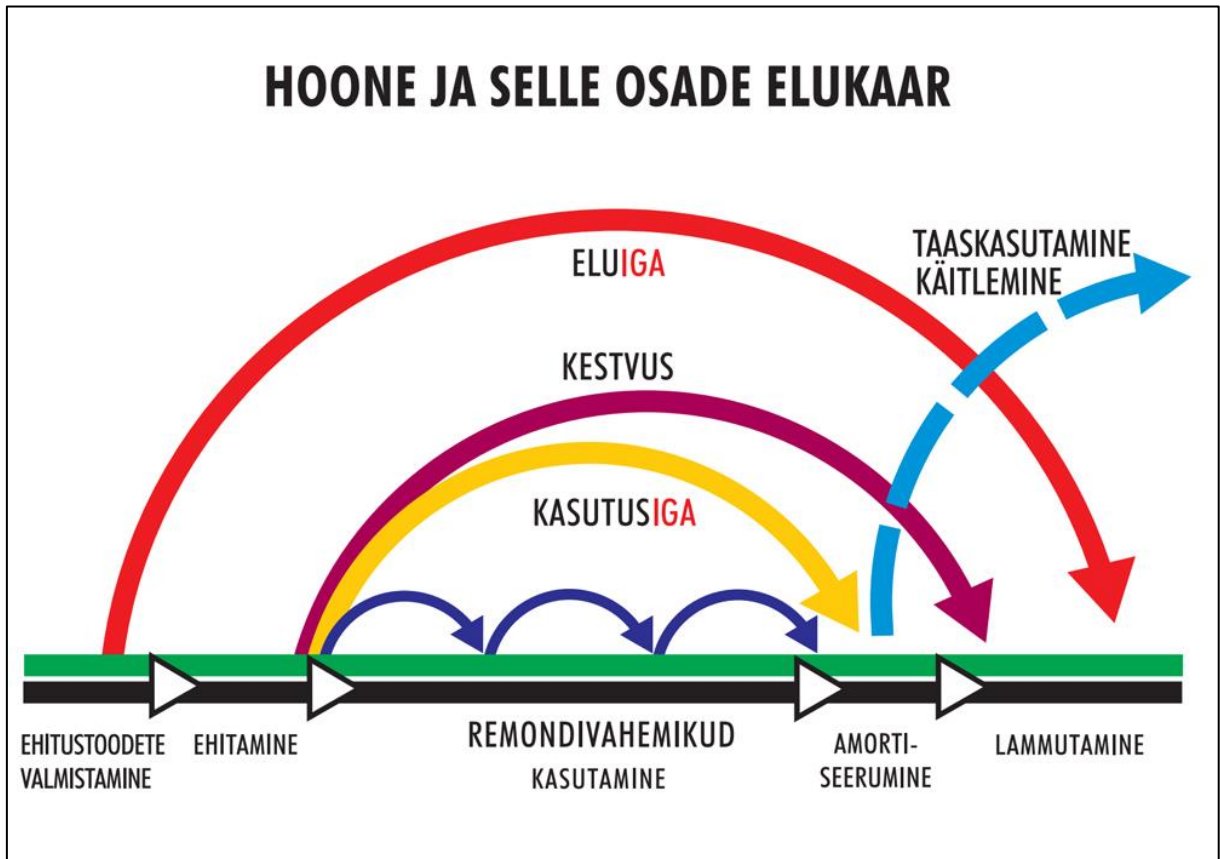 HOONE JA SELLE OSADE ELUKAAR
TAASKASUTAMINE
KÄITLEMINE
ELUIGA
KESTVUS
KASUTUSIGA
EHITUSTOODETE
VALMISTAMINE
EHITAMINE
REMONDIVAHEMIKUD
KASUTAMINE
AMORTI-
SEERUMINE
LAMMUTAMINE